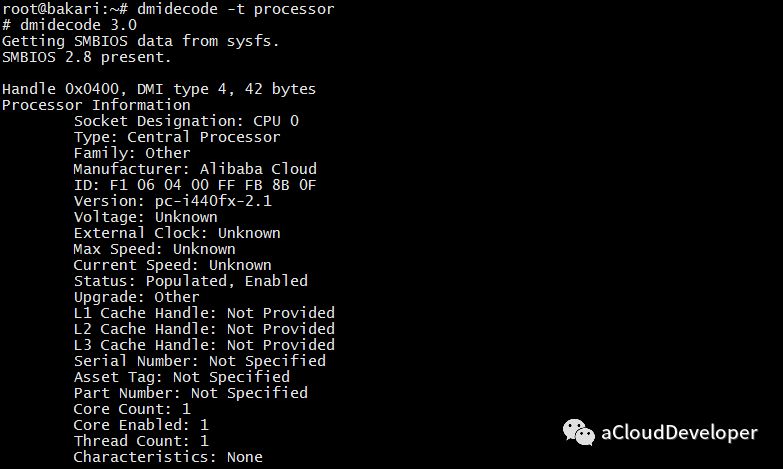 root@bakari:~# dmidecode -t processor
# dmidecode 3.0
Getting SMBIOS data from sysfs.
SMBIOS 2.8 present.
Handle 0x0400, DMI type 4, 42 bytes
Processor Information
Socket Designation: CPU 0
Type: Central Processor
Family: Other
Manufacturer: Alibaba Cloud
ID: F1 06 04 00 FF FB 8B 0F
Version: pc-i440fx-2.1
Voltage: Unknown
External Clock: Unknown
Max Speed: Unknown
Current Speed: Unknown
Status: Populated, Enabled
Upgrade: Other
L1 Cache Handle: Not Provided
L2 Cache Handle: Not Provided
L3 Cache Handle: Not Provided
Serial Number: Not Specified
Asset Tag: Not Specified
Part Number: Not Specified
Core Count: 1
Core Enabled: 1
Thread Count: 1
Characteristics: None
aCloudDeveloper